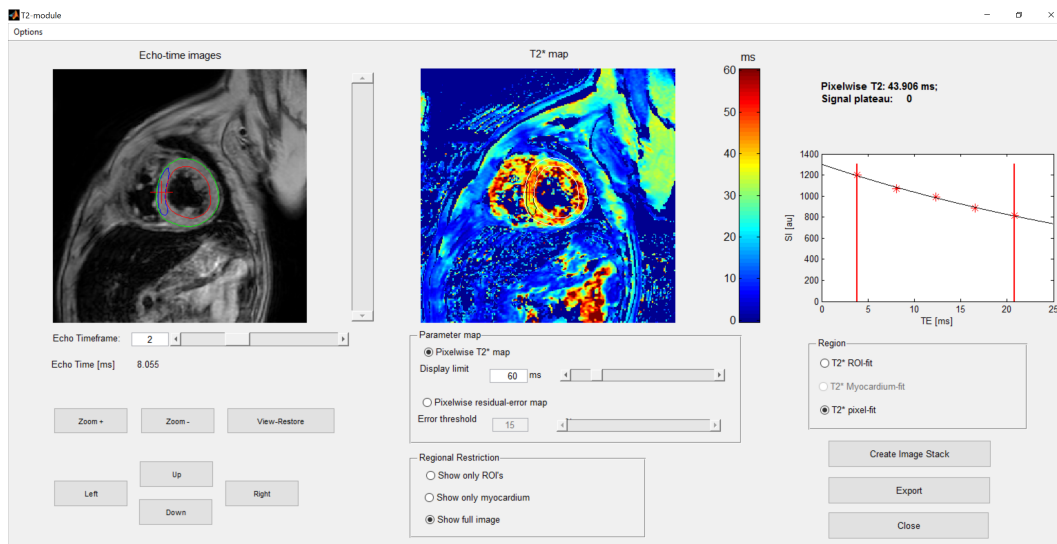 T2-module
Options
Echo-time images
Echo Timeframe:
2
Echo Time [ms]
8.055
Zoom +
Zoom -
View-Restore
Up
Left
Right
Down
T2* map
ms
60
50
40
30
20
10
0
Parameter map
Pixelwise T2* map
Display limit
60
ms
Pixelwise residual-error map
Error threshold
15
Regional Restriction
Show only ROI's
Show only myocardium
Show full image
Pixelwise T2: 43.906 ms;
Signal plateau: 0
SI [au]
1400
1200
1000
800
600
400
200
0
0 5 10 15 20 25
TE [ms]
Region
T2* ROI-fit
T2* Myocardium-fit
T2* pixel-fit
Create Image Stack
Export
Close